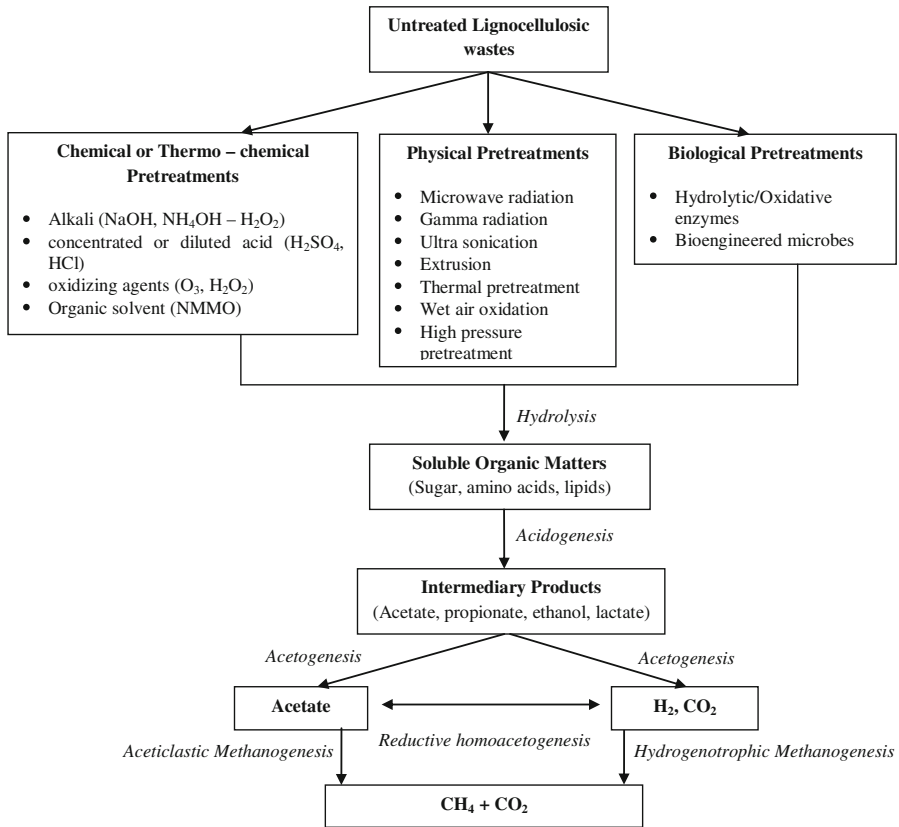 Untreated Lignocellulosic
wastes
Chemical or Thermo – chemical
Pretreatments
• Alkali (NaOH, NH₄OH – H₂O₂)
• concentrated or diluted acid (H₂SO₄,
HCl)
• oxidizing agents (O₃, H₂O₂)
• Organic solvent (NMMO)
Physical Pretreatments
• Microwave radiation
• Gamma radiation
• Ultra sonication
• Extrusion
• Thermal pretreatment
• Wet air oxidation
• High pressure
pretreatment
Biological Pretreatments
• Hydrolytic/Oxidative
enzymes
• Bioengineered microbes
Hydrolysis
Soluble Organic Matters
(Sugar, amino acids, lipids)
Acidogenesis
Intermediary Products
(Acetate, propionate, ethanol, lactate)
Acetogenesis
Acetogenesis
Acetate
H₂, CO₂
Aceticlastic Methanogenesis
Reductive homoacetogenesis
Hydrogenotrophic Methanogenesis
CH₄ + CO₂